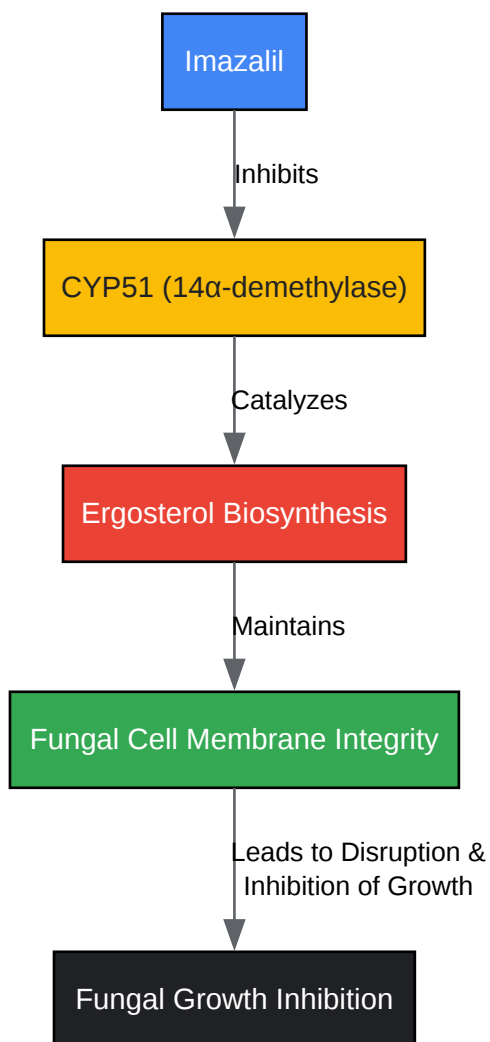 Imazalil
Inhibits
CYP51 (14α-demethylase)
Catalyzes
Ergosterol Biosynthesis
Maintains
Fungal Cell Membrane Integrity
Leads to Disruption &
Inhibition of Growth
Fungal Growth Inhibition